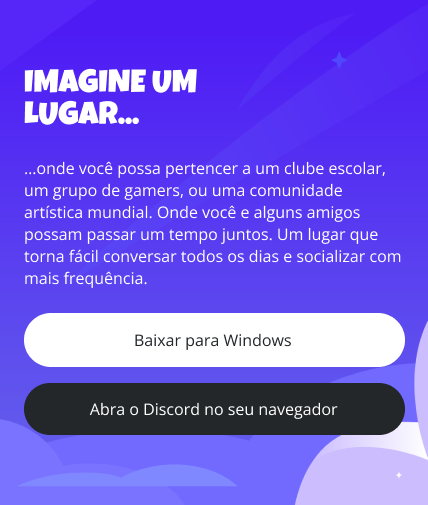 IMAGINE UM
LUGAR...
...onde você possa pertencer a um clube escolar,
um grupo de gamers, ou uma comunidade
artística mundial. Onde você e alguns amigos
possam passar um tempo juntos. Um lugar que
torna fácil conversar todos os dias e socializar com
mais frequência.
Baixar para Windows
Abra o Discord no seu navegador